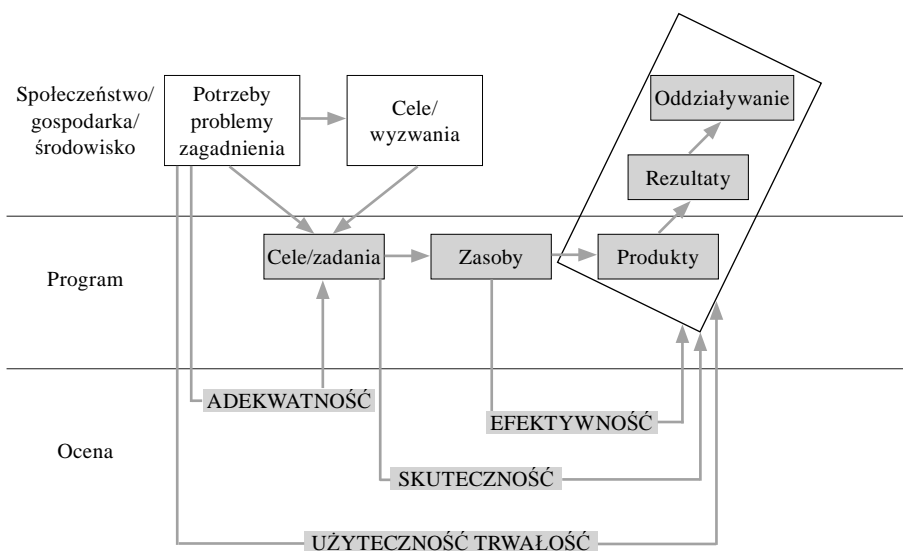 Społeczeństwo/
gospodarka/
środowisko
Potrzeby
problemy
zagadnienia
Cele/
wyzwania
Oddziaływanie
Rezultaty
Program
Cele/zadania
Zasoby
Produkty
Ocena
ADEKWATNOŚĆ
EFEKTYWNOŚĆ
SKUTECZNOŚĆ
UŻYTECZNOŚĆ TRWAŁOŚĆ